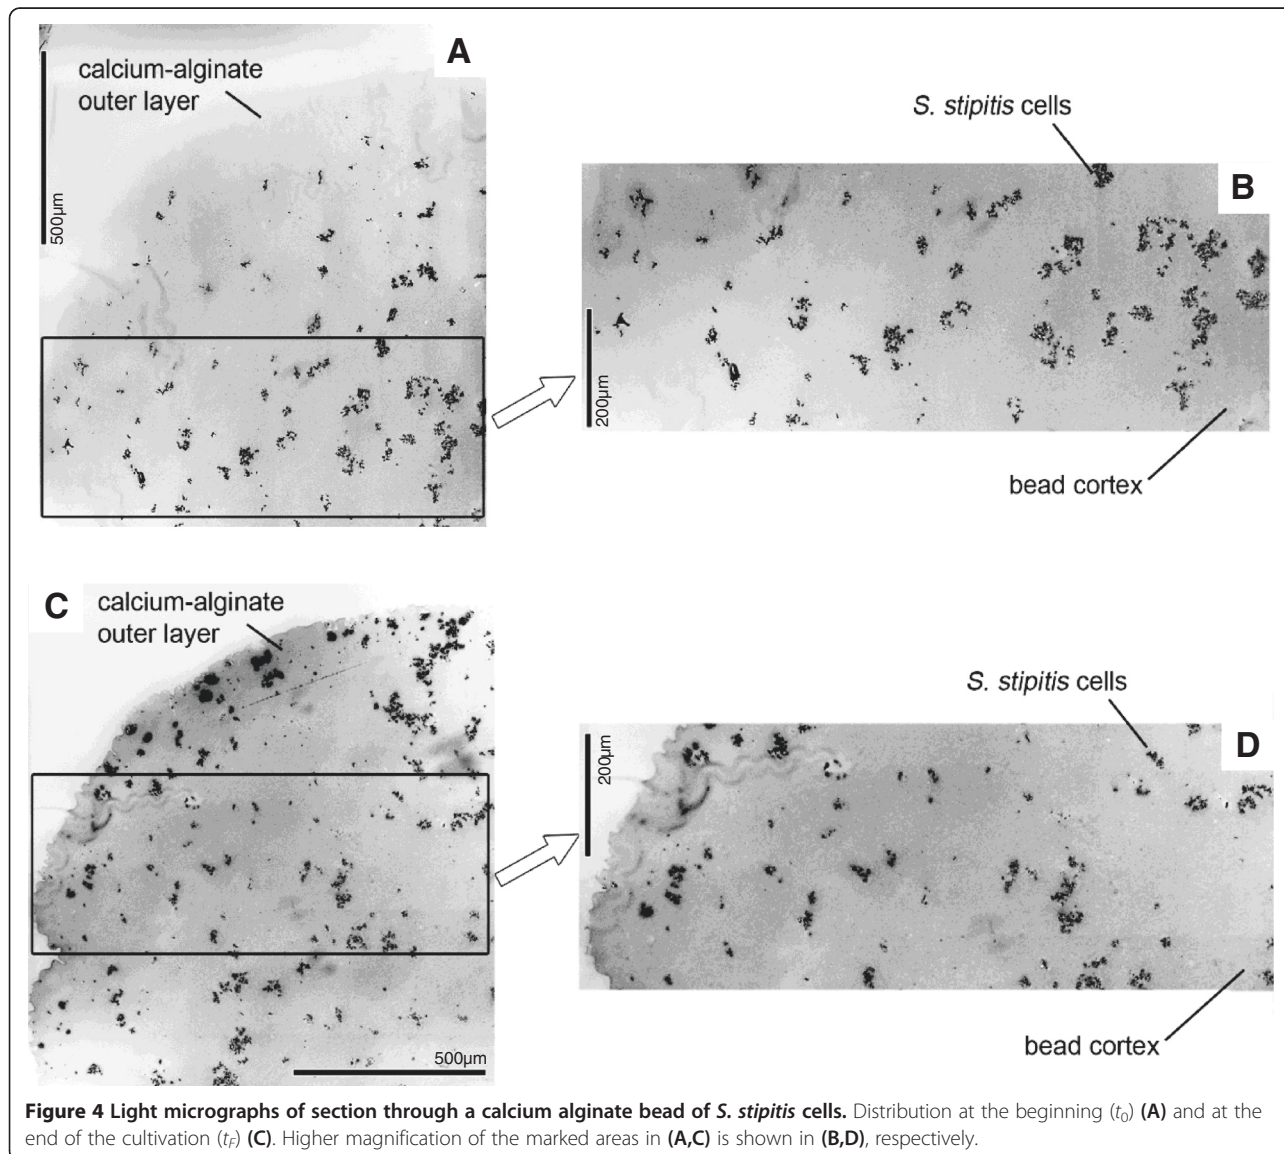 A
calcium-alginate
outer layer
500µm
S. stipitis cells
B
200µm
bead cortex
C
calcium-alginate
outer layer
500µm
S. stipitis cells
D
200µm
bead cortex
Figure 4 Light micrographs of section through a calcium alginate bead of S. stipitis cells. Distribution at the beginning (t0) (A) and at the
end of the cultivation (tF) (C). Higher magnification of the marked areas in (A,C) is shown in (B,D), respectively.